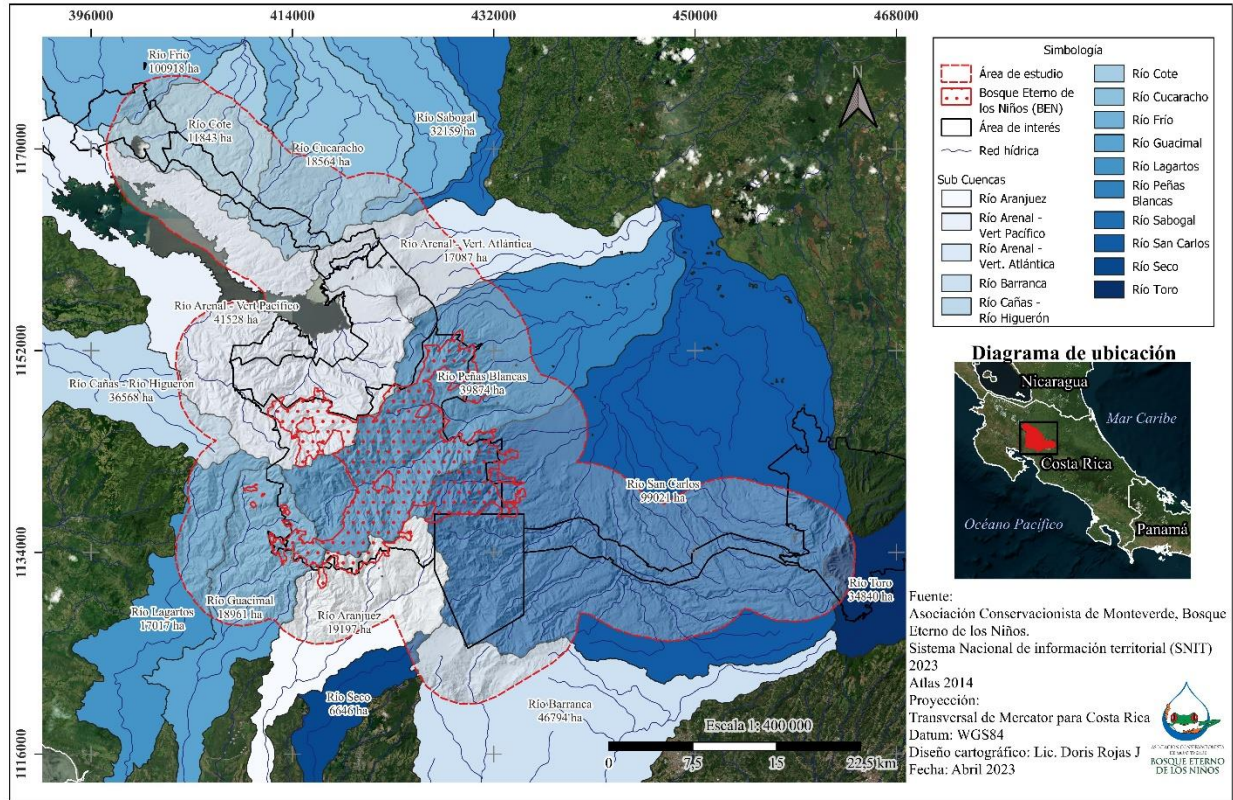 396000
414000
432000
450000
468000
1170000
1152000
1134000
1116000
Río Frío
100918 ha
Río Cote
11843 ha
Río Cucaracho
18564 ha
Río Sabogal
32159 ha
Río Arenal - Vert. Atlántica
17087 ha
Río Arenal - Vert Pacífico
41528 ha
Río Cañas - Río Higuerón
36568 ha
Río Peñas Blancas
39874 ha
Río San Carlos
99021 ha
Río Toro
34840 ha
Río Lagartos
17017 ha
Río Guacimal
18961 ha
Río Aranjuez
19197 ha
Río Seco
6646 ha
Río Barranca
46794 ha
N
Escala 1: 400 000
0
7,5
15
22,5 km
Simbología
Área de estudio
Bosque Eterno de
los Niños (BEN)
Área de interés
Red hídrica
Sub Cuencas
Río Aranjuez
Río Arenal -
Vert Pacífico
Río Arenal -
Vert. Atlántica
Río Barranca
Río Cañas -
Río Higuerón
Río Cote
Río Cucaracho
Río Frío
Río Guacimal
Río Lagartos
Río Peñas
Blancas
Río Sabogal
Río San Carlos
Río Seco
Río Toro
Diagrama de ubicación
Nicaragua
Mar Caribe
Costa Rica
Océano Pacífico
Panamá
Fuente:
Asociación Conservacionista de Monteverde, Bosque
Eterno de los Niños.
Sistema Nacional de información territorial (SNIT)
2023
Atlas 2014
Proyección:
Transversal de Mercator para Costa Rica
Datum: WGS84
Diseño cartográfico: Lic. Doris Rojas J
Fecha: Abril 2023
ASOCIACIÓN CONSERVACIONISTA
DE MONTEVERDE
BOSQUE ETERNO
DE LOS NIÑOS